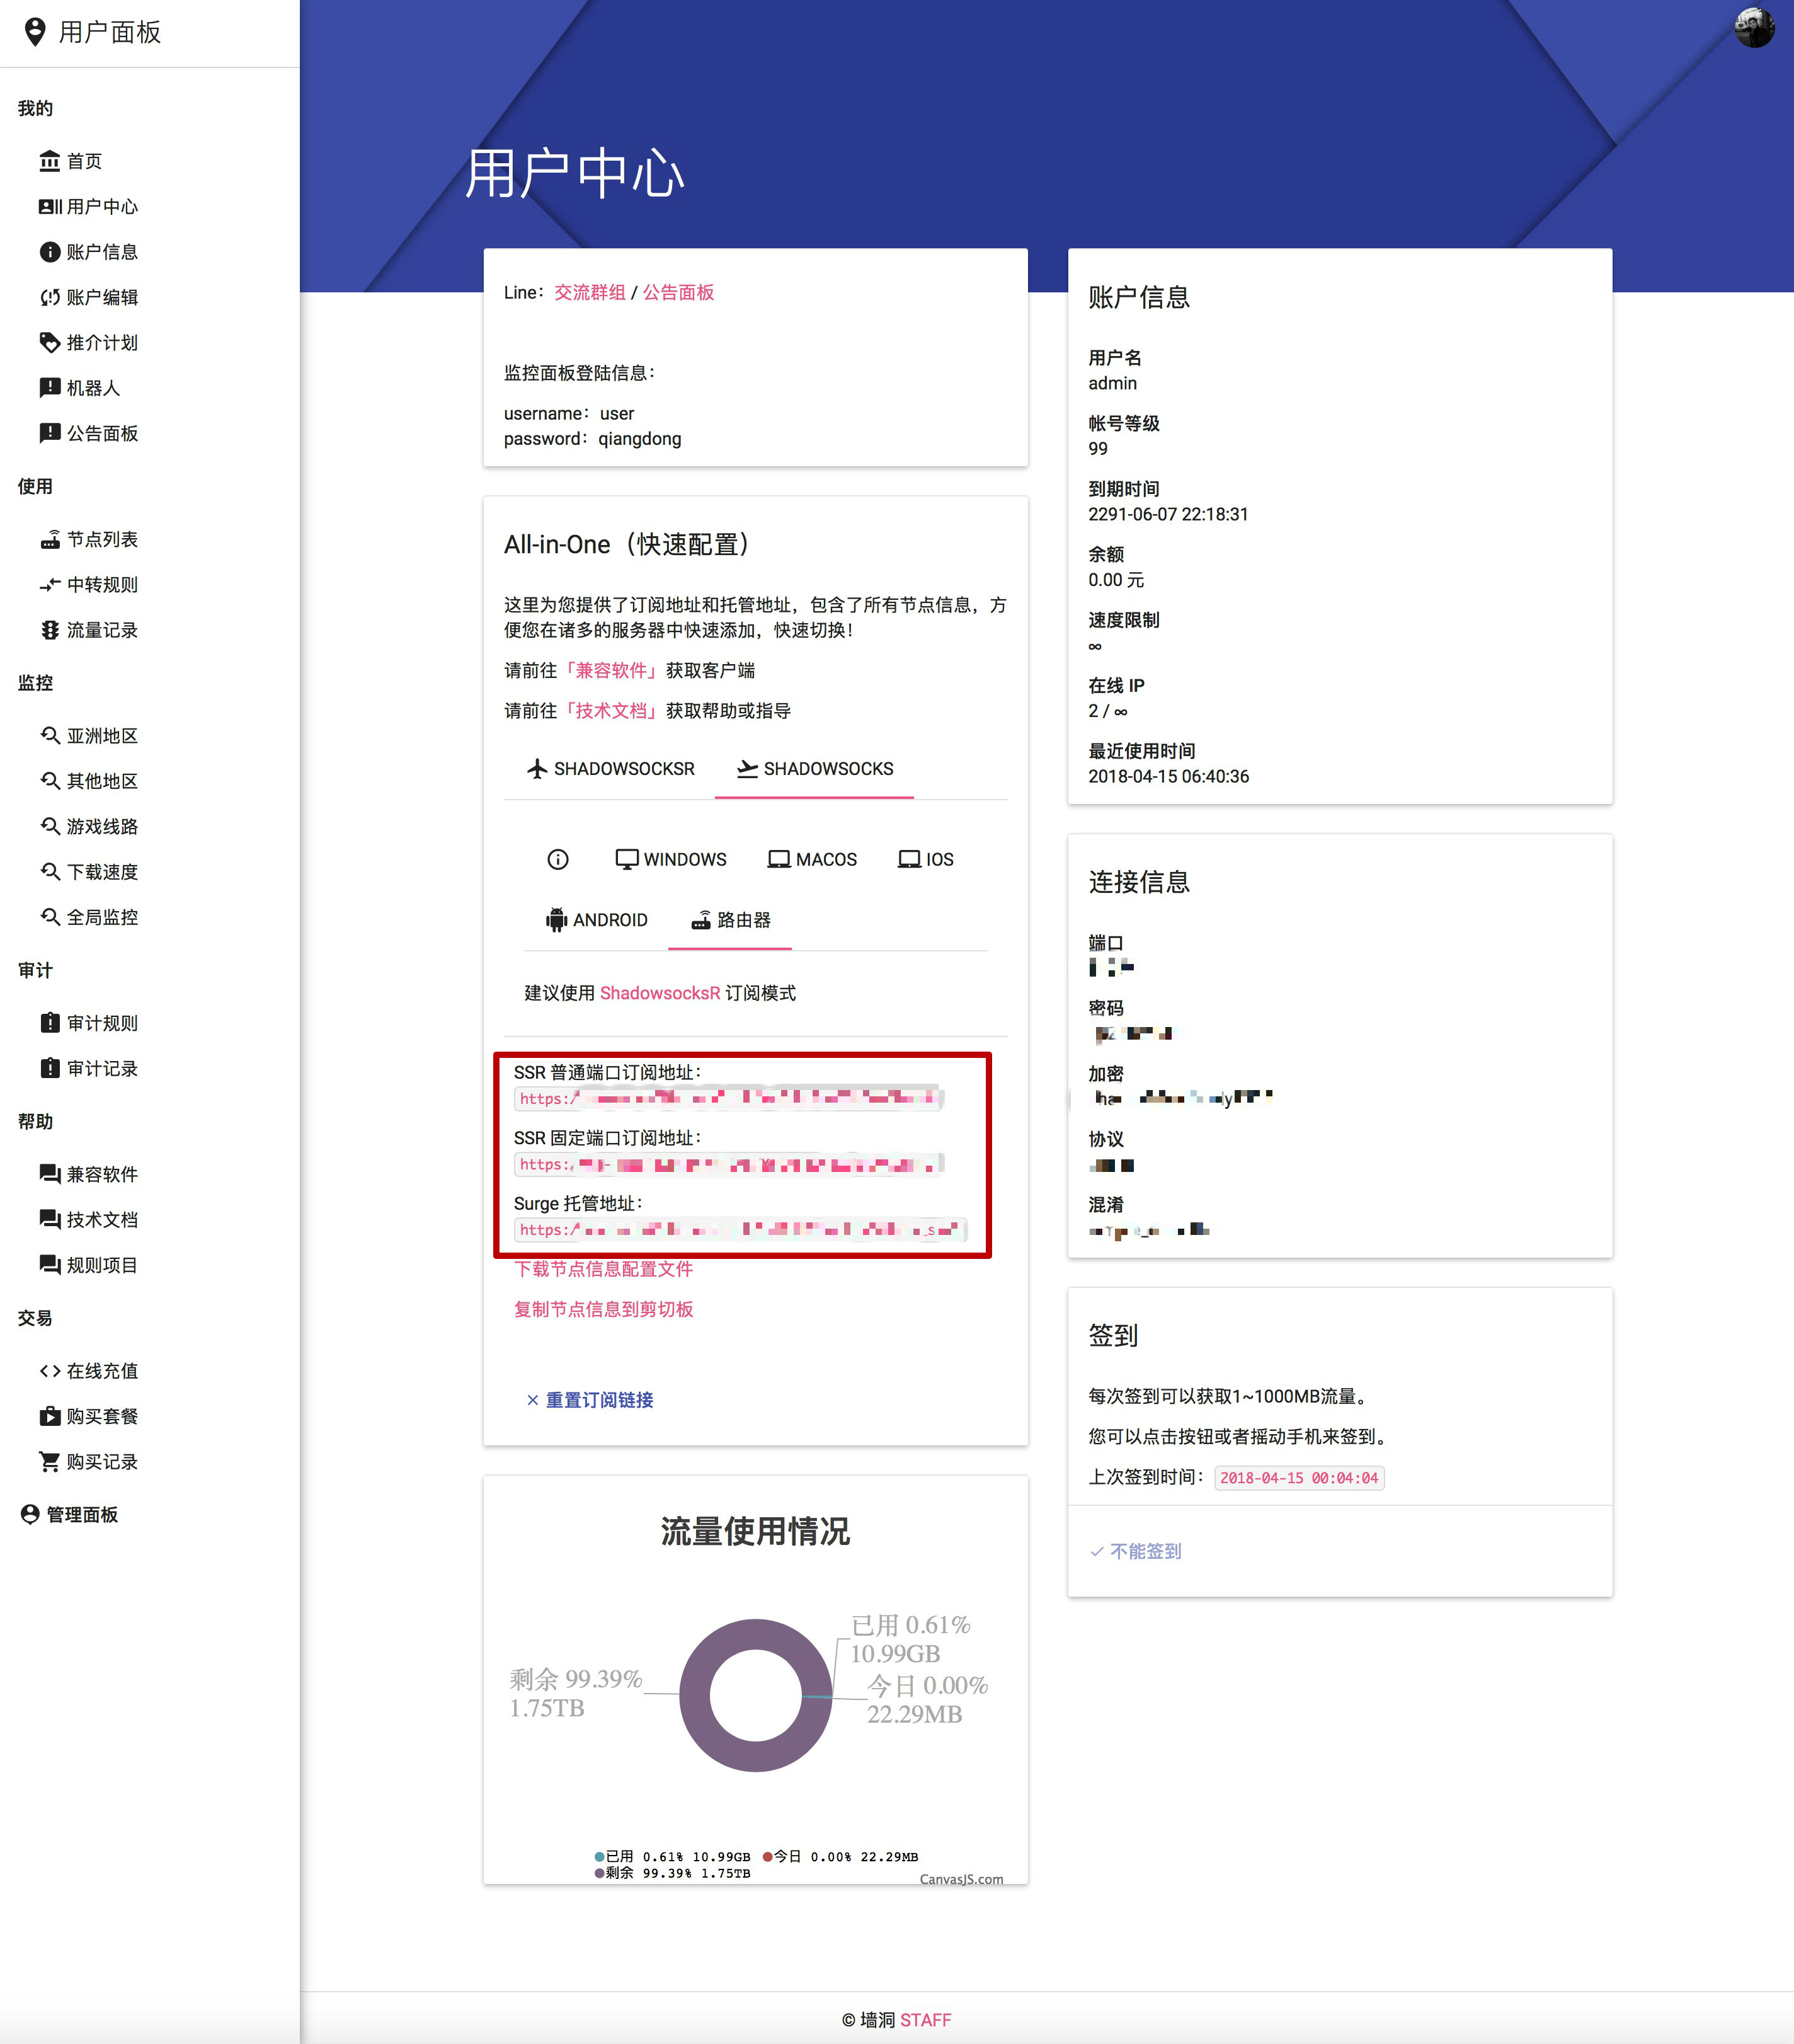 用户面板
我的
首页
用户中心
账户信息
账户编辑
推介计划
机器人
公告面板
使用
节点列表
中转规则
流量记录
监控
亚洲地区
其他地区
游戏线路
下载速度
全局监控
审计
审计规则
审计记录
帮助
兼容软件
技术文档
规则项目
交易
在线充值
购买套餐
购买记录
管理面板
用户中心
Line：交流群组 / 公告面板
监控面板登陆信息：
username：user
password：qiangdong
All-in-One（快速配置）
这里为您提供了订阅地址和托管地址，包含了所有节点信息，方
便您在诸多的服务器中快速添加，快速切换！
请前往「兼容软件」获取客户端
请前往「技术文档」获取帮助或指导
SHADOWSOCKSR SHADOWSOCKS
WINDOWS MACOS IOS
ANDROID 路由器
建议使用 ShadowsocksR 订阅模式
SSR 普通端口订阅地址：
https:/
SSR 固定端口订阅地址：
https:/
Surge 托管地址：
https:/
下载节点信息配置文件
复制节点信息到剪切板
× 重置订阅链接
流量使用情况
已用 0.61%
10.99GB
今日 0.00%
22.29MB
剩余 99.39%
1.75TB
已用 0.61% 10.99GB 今日 0.00% 22.29MB
剩余 99.39% 1.75TB
CanvasJS.com
账户信息
用户名
admin
帐号等级
99
到期时间
2291-06-07 22:18:31
余额
0.00 元
速度限制
∞
在线 IP
2 / ∞
最近使用时间
2018-04-15 06:40:36
连接信息
端口
密码
加密
协议
混淆
签到
每次签到可以获取1~1000MB流量。
您可以点击按钮或者摇动手机来签到。
上次签到时间：2018-04-15 00:04:04
不能签到
© 墙洞 STAFF